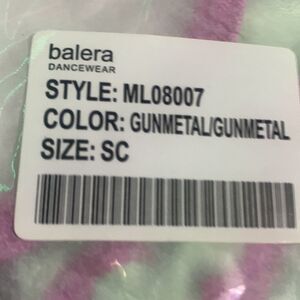 balera
DANCEWEAR
STYLE: ML08007
COLOR: GUNMETAL/GUNMETAL
SIZE: SC